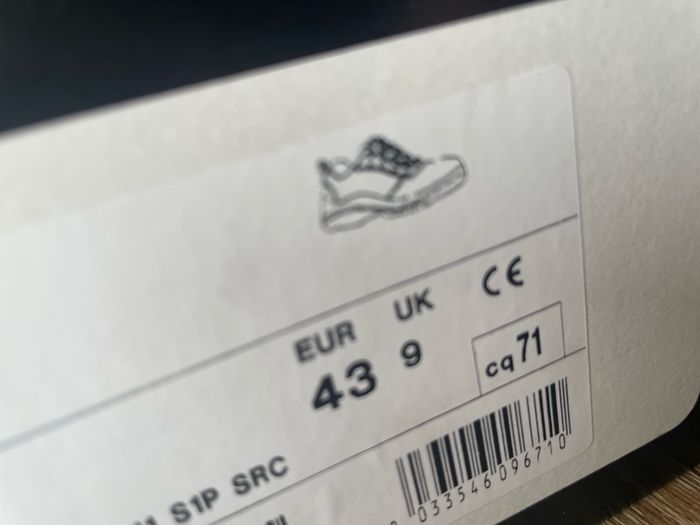 EUR UK CE
43 9 cq71
S1P SRC
033546096710